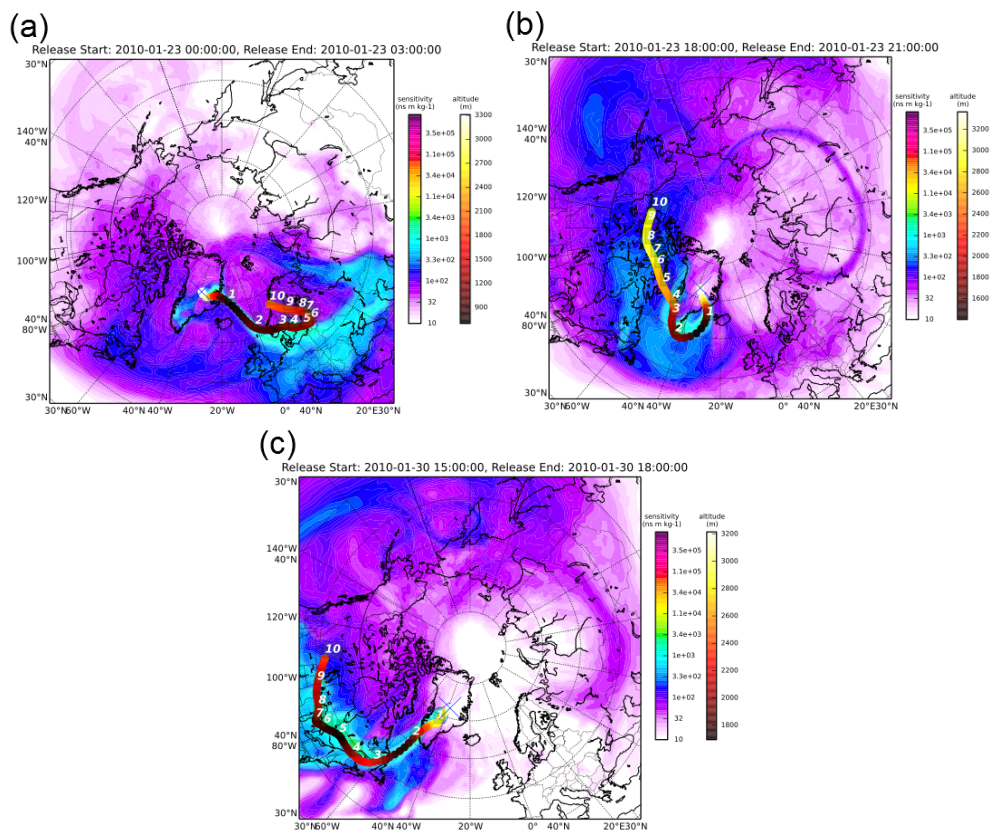 (a)
Release Start: 2010-01-23 00:00:00, Release End: 2010-01-23 03:00:00
30°N
140°W
40°N
120°W
100°W
40°N
80°W
30°N
30°N60°W 40°W 20°W 0° 20°E30°N
40°N
40°N
1
2
3
4
5
6
7
8
9
10
sensitivity
(ns m kg-1)
3.5e+05
1.1e+05
3.4e+04
1.1e+04
3.4e+03
1e+03
3.3e+02
1e+02
32
10
altitude
(m)
3300
3000
2700
2400
2100
1800
1500
1200
900
(b)
Release Start: 2010-01-23 18:00:00, Release End: 2010-01-23 21:00:00
30°N
140°W
40°N
120°W
100°W
40°N
80°W
30°N
30°N60°W 40°W 20°W 0° 20°E30°N
40°N
40°N
10
9
8
7
6
5
4
3
2
1
sensitivity
(ns m kg-1)
3.5e+05
1.1e+05
3.4e+04
1.1e+04
3.4e+03
1e+03
3.3e+02
1e+02
32
10
altitude
(m)
3200
3000
2800
2600
2400
2200
2000
1800
1600
(c)
Release Start: 2010-01-30 15:00:00, Release End: 2010-01-30 18:00:00
30°N
140°W
40°N
120°W
100°W
40°N
80°W
30°N
30°N60°W 40°W 20°W 0° 20°E30°N
40°N
40°N
10
9
8
7
6
5
4
3
2
1
sensitivity
(ns m kg-1)
3.5e+05
1.1e+05
3.4e+04
1.1e+04
3.4e+03
1e+03
3.3e+02
1e+02
32
10
altitude
(m)
3200
3000
2800
2600
2400
2200
2000
1800